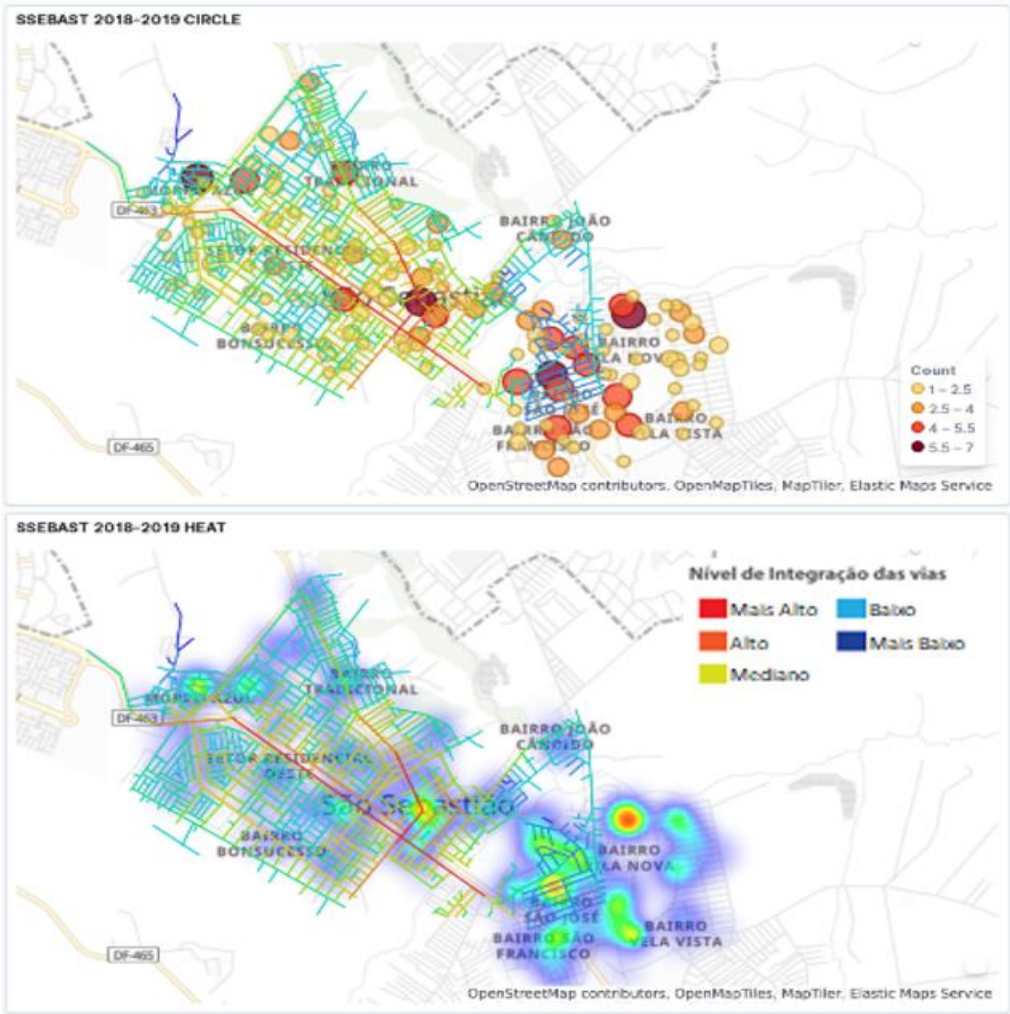 SSEBAST 2018-2019 CIRCLE
BAIRRO
TRADICIONAL
DF-463
BAIRRO JOÃO
CÂNDIDO
SETOR RESIDENCIAL
OESTE
BAIRRO
BONSUCESSO
BAIRRO
Count
1 – 2.5
2.5 – 4
4 – 5.5
5.5 – 7
SÃO JOSÉ
BAIRRO
DF-465
OpenStreetMap contributors, OpenMapTiles, MapTiler, Elastic Maps Service
SSEBAST 2018-2019 HEAT
Nível de Integração das vias
Mais Alto
Baixo
Alto
Mais Baixo
Mediano
BAIRRO
TRADICIONAL
DF-463
BAIRRO JOÃO
CÂNDIDO
SETOR RESIDENCIAL
OESTE
São Sebastião
BAIRRO
BONSUCESSO
BAIRRO
BAIRRO
SÃO JOSÉ
BAIRRO
BAIRRO SÃO
FRANCISCO
DF-465
OpenStreetMap contributors, OpenMapTiles, MapTiler, Elastic Maps Service